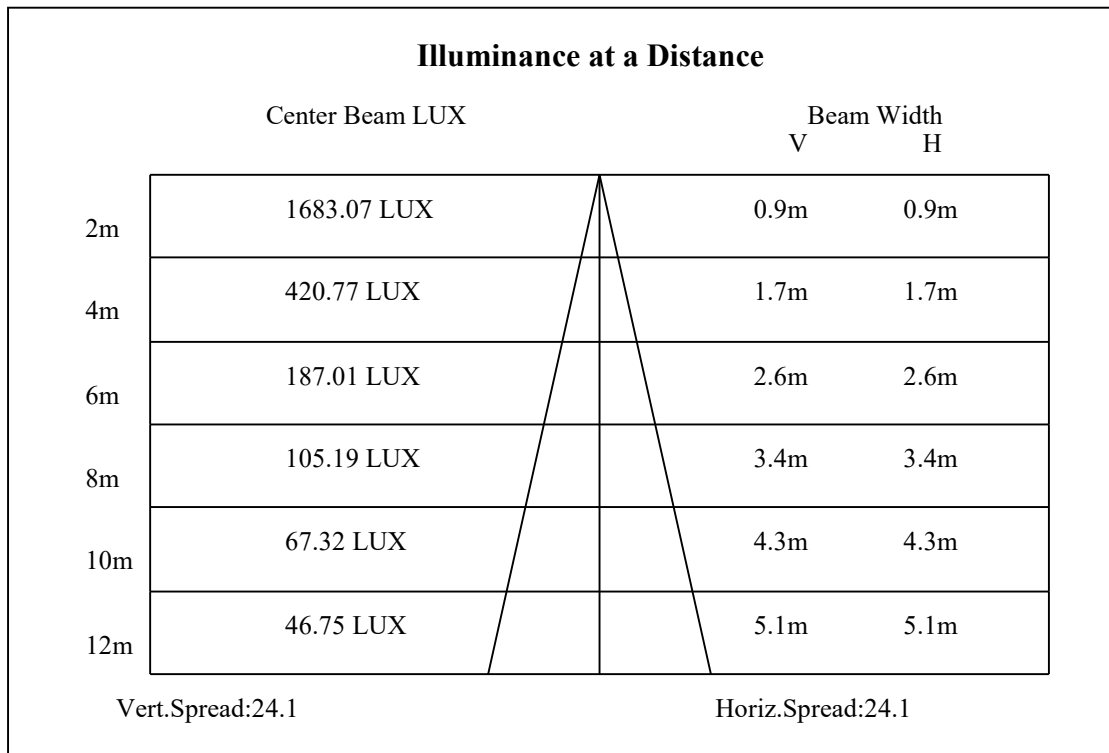 Illuminance at a Distance
Center Beam LUX Beam Width
V H
2m 1683.07 LUX 0.9m 0.9m
4m 420.77 LUX 1.7m 1.7m
6m 187.01 LUX 2.6m 2.6m
8m 105.19 LUX 3.4m 3.4m
10m 67.32 LUX 4.3m 4.3m
12m 46.75 LUX 5.1m 5.1m
Vert.Spread:24.1 Horiz.Spread:24.1